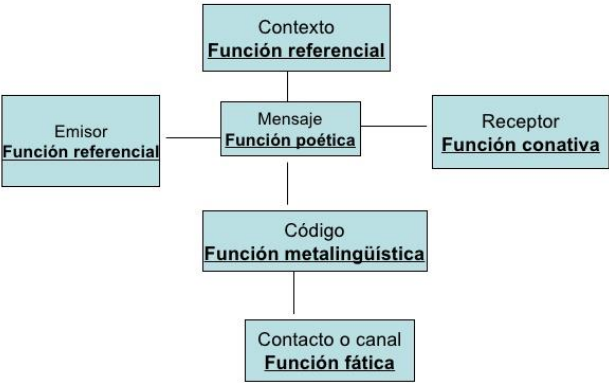 Contexto
Función referencial
Emisor
Función referencial
Mensaje
Función poética
Receptor
Función conativa
Código
Función metalingüística
Contacto o canal
Función fática